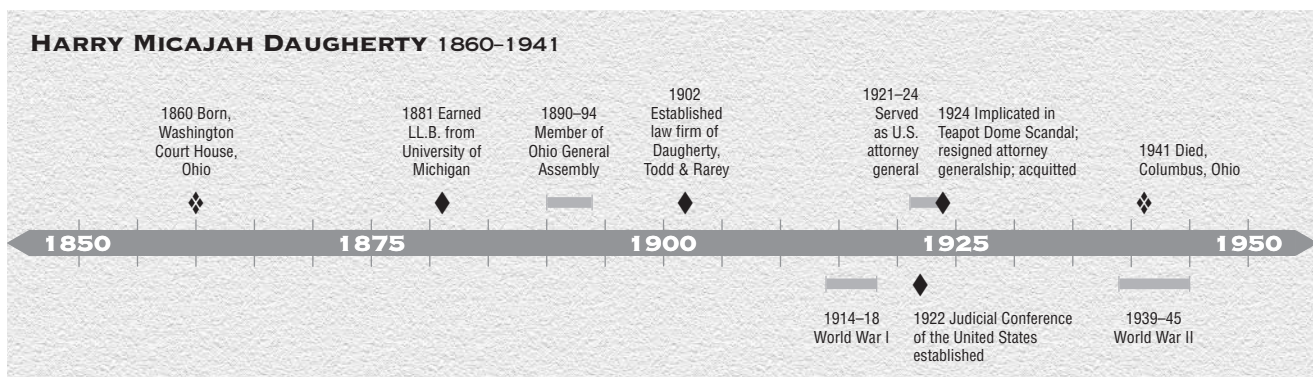 HARRY MICAJAH DAUGHERTY 1860–1941
1860 Born,
Washington
Court House,
Ohio
1881 Earned
LL.B. from
University of
Michigan
1890–94
Member of
Ohio General
Assembly
1902
Established
law firm of
Daugherty,
Todd & Rarey
1921–24
Served
as U.S.
attorney
general
1924 Implicated in
Teapot Dome Scandal;
resigned attorney
generalship; acquitted
1941 Died,
Columbus, Ohio
1850 1875 1900 1925 1950
1914–18
World War I
1922 Judicial Conference
of the United States
established
1939–45
World War II